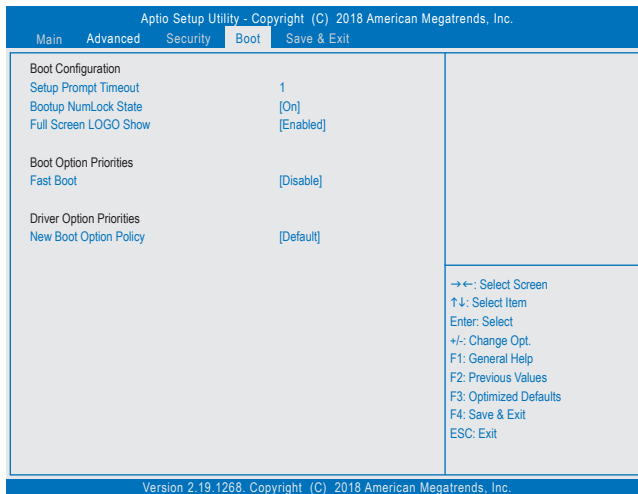 Aptio Setup Utility - Copyright (C) 2018 American Megatrends, Inc.
Main Advanced Security Boot Save & Exit
Boot Configuration
Setup Prompt Timeout 1
Bootup NumLock State [On]
Full Screen LOGO Show [Enabled]
Boot Option Priorities
Fast Boot [Disable]
Driver Option Priorities
New Boot Option Policy [Default]
→←: Select Screen
↑↓: Select Item
Enter: Select
+/-: Change Opt.
F1: General Help
F2: Previous Values
F3: Optimized Defaults
F4: Save & Exit
ESC: Exit
Version 2.19.1268. Copyright (C) 2018 American Megatrends, Inc.